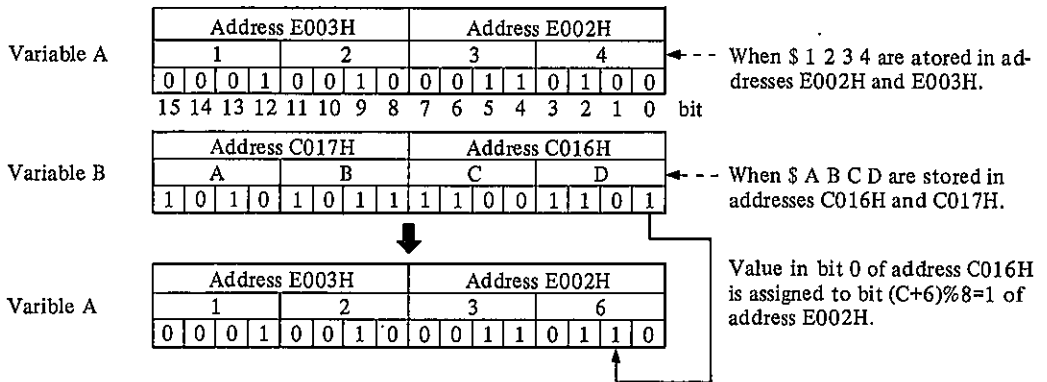 Address E003H Address E002H
Variable A 1 2 3 4 When $ 1 2 3 4 are atored in ad-
0 0 0 1 0 0 1 0 0 0 1 1 0 1 0 0 dresses E002H and E003H.
15 14 13 12 11 10 9 8 7 6 5 4 3 2 1 0 bit
Address C017H Address C016H
Variable B A B C D When $ A B C D are stored in
1 0 1 0 1 0 1 1 1 1 0 0 1 1 0 1 addresses C016H and C017H.
Value in bit 0 of address C016H
Address E003H Address E002H is assigned to bit (C+6)%8=1 of
Varible A 1 2 3 6 address E002H.
0 0 0 1 0 0 1 0 0 0 1 1 0 1 1 0